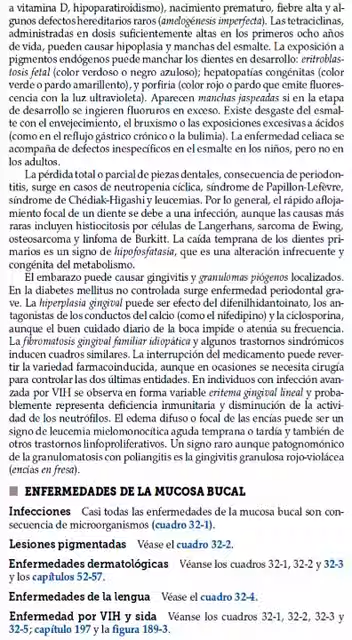 a vitamina D, hipoparatiroidismo), nacimiento prematuro, fiebre alta y al-
gunos defectos hereditarios raros (amelogénesis imperfecta). Las tetraciclinas,
administradas en dosis suficientemente altas en los primeros ocho años
de vida, pueden causar hipoplasia y manchas del esmalte. La exposición a
pigmentos endógenos puede manchar los dientes en desarrollo: eritroblas-
tosis fetal (color verdoso o negro azuloso); hepatopatías congénitas (color
verde o pardo amarillento), y porfiria (color rojo o pardo que emite fluores-
cencia con la luz ultravioleta). Aparecen manchas jaspeadas si en la etapa
de desarrollo se ingieren fluoruros en exceso. Existe desgaste del esmal-
te con el envejecimiento, el bruxismo o las exposiciones excesivas a ácidos
(como en el reflujo gástrico crónico o la bulimia). La enfermedad celiaca se
acompaña de defectos inespecíficos en el esmalte en los niños, pero no en
los adultos.
La pérdida total o parcial de piezas dentales, consecuencia de periodon-
titis, surge en casos de neutropenia cíclica, síndrome de Papillon-Lefèvre,
síndrome de Chédiak-Higashi y leucemias. Por lo general, el rápido afloja-
miento focal de un diente se debe a una infección, aunque las causas más
raras incluyen histiocitosis por células de Langerhans, sarcoma de Ewing,
osteosarcoma y linfoma de Burkitt. La caída temprana de los dientes pri-
marios es un signo de hipofosfatasia, que es una alteración infrecuente y
congénita del metabolismo.
El embarazo puede causar gingivitis y granulomas piógenos localizados.
En la diabetes mellitus no controlada surge enfermedad periodontal gra-
ve. La hiperplasia gingival puede ser efecto del difenilhidantoinato, los an-
tagonistas de los conductos del calcio (como el nifedipino) y la ciclosporina,
aunque el buen cuidado diario de la boca impide o atenúa su frecuencia.
La fibromatosis gingival familiar idiopática y algunos trastornos sindrómicos
inducen cuadros similares. La interrupción del medicamento puede rever-
tir la variedad farmacoinducida, aunque en ocasiones se necesita cirugía
para controlar las dos últimas entidades. En individuos con infección avan-
zada por VIH se observa en forma variable eritema gingival lineal y proba-
blemente representa deficiencia inmunitaria y disminución de la activi-
dad de los neutrófilos. El edema difuso o focal de las encías puede ser un
signo de leucemia mielomonocítica aguda temprana o tardía y también de
otros trastornos linfoproliferativos. Un signo raro aunque patognomónico
de la granulomatosis con poliangitis es la gingivitis granulosa rojo-violácea
(encías en fresa).
ENFERMEDADES DE LA MUCOSA BUCAL
Infecciones Casi todas las enfermedades de la mucosa bucal son con-
secuencia de microorganismos (cuadro 32-1).
Lesiones pigmentadas Véase el cuadro 32-2.
Enfermedades dermatológicas Véanse los cuadros 32-1, 32-2 y 32-3
y los capítulos 52-57.
Enfermedades de la lengua Véase el cuadro 32-4.
Enfermedad por VIH y sida Véanse los cuadros 32-1, 32-2, 32-3 y
32-5; capítulo 197 y la figura 189-3.